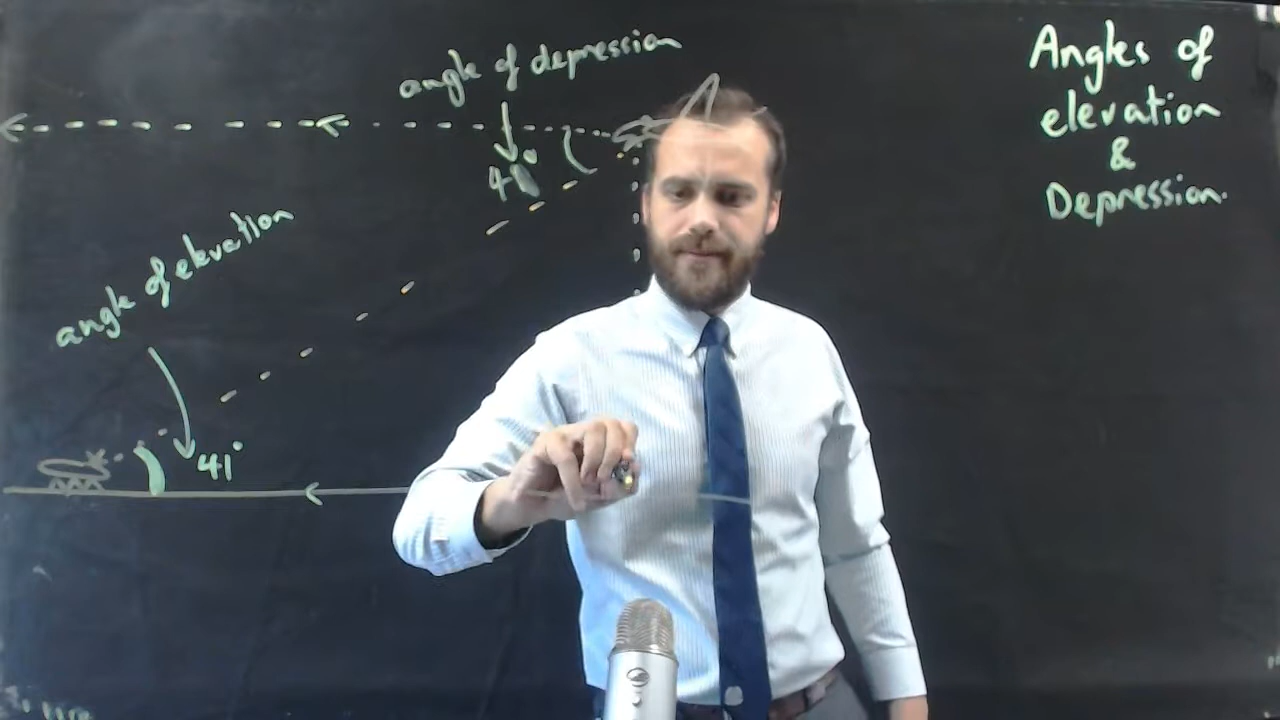 angle of depression
Angles of
elevation
&
Depression.
angle of elevation
41°